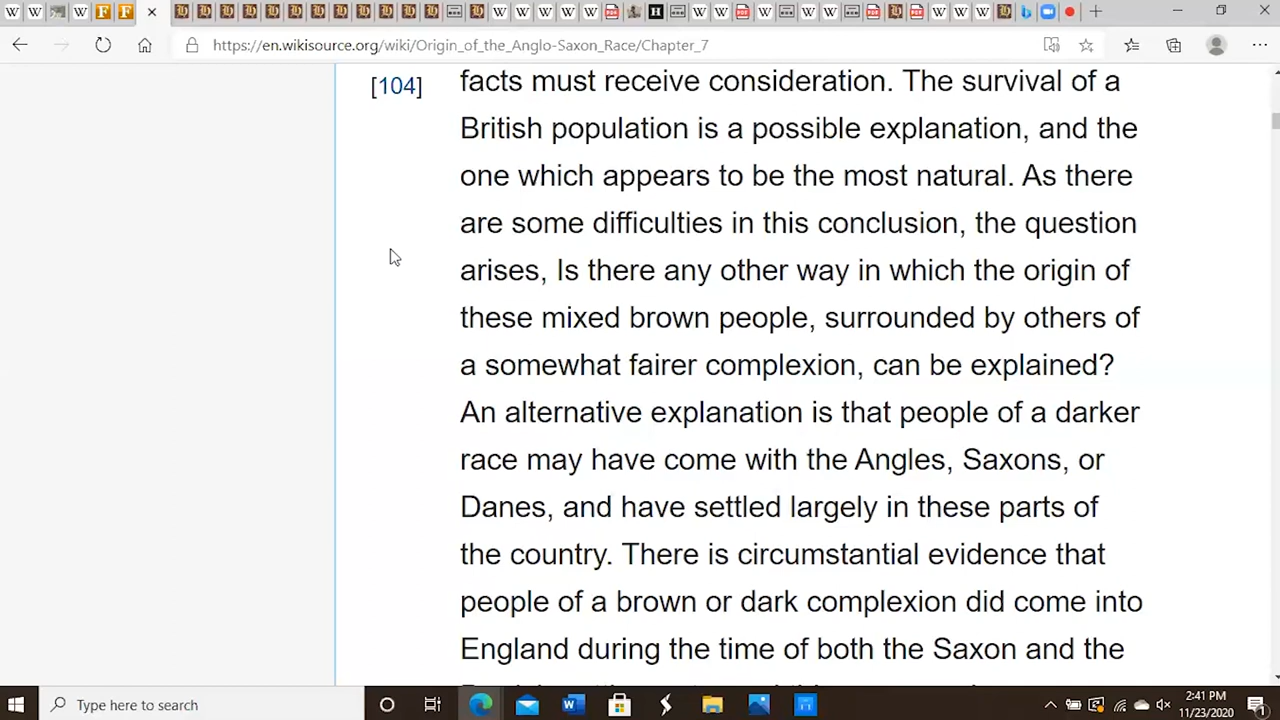 https://en.wikisource.org/wiki/Origin_of_the_Anglo-Saxon_Race/Chapter_7
[104]
facts must receive consideration. The survival of a
British population is a possible explanation, and the
one which appears to be the most natural. As there
are some difficulties in this conclusion, the question
arises, Is there any other way in which the origin of
these mixed brown people, surrounded by others of
a somewhat fairer complexion, can be explained?
An alternative explanation is that people of a darker
race may have come with the Angles, Saxons, or
Danes, and have settled largely in these parts of
the country. There is circumstantial evidence that
people of a brown or dark complexion did come into
England during the time of both the Saxon and the
Type here to search
2:41 PM
11/23/2020